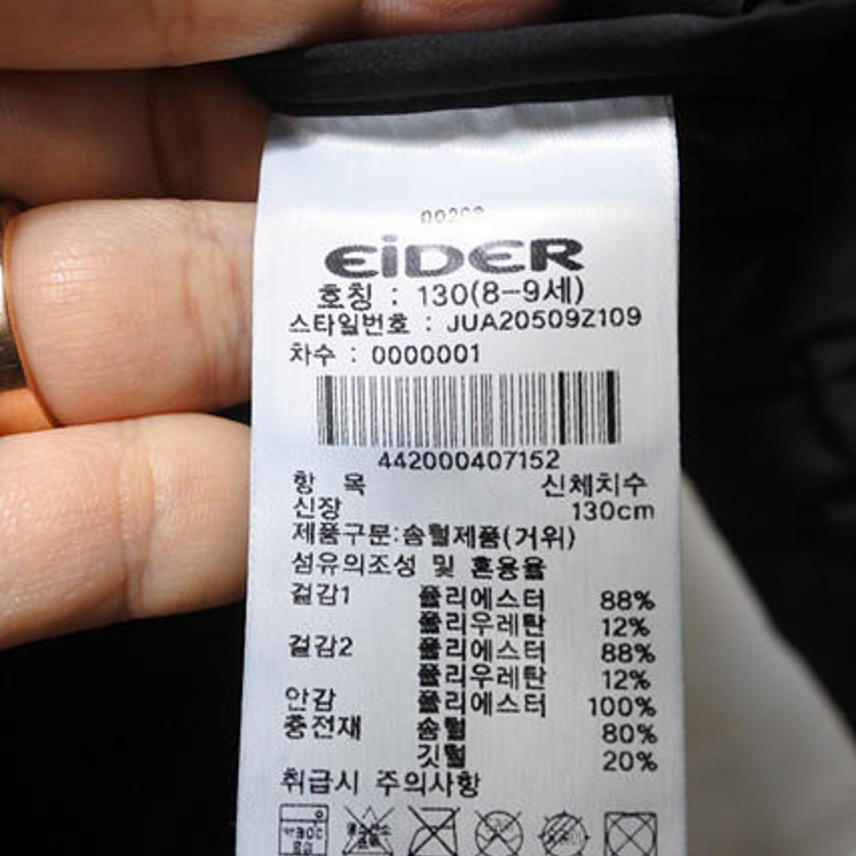 EiDER
호칭 : 130(8-9세)
스타일번호 : JUA20509Z109
차수 : 0000001
442000407152
항 목 신체치수
신장 130cm
제품구분:솜털제품(거위)
섬유의조성 및 혼용율
겉감1 폴리에스터 88%
폴리우레탄 12%
겉감2 폴리에스터 88%
폴리우레탄 12%
안감 폴리에스터 100%
충전재 솜털 80%
깃털 20%
취급시 주의사항